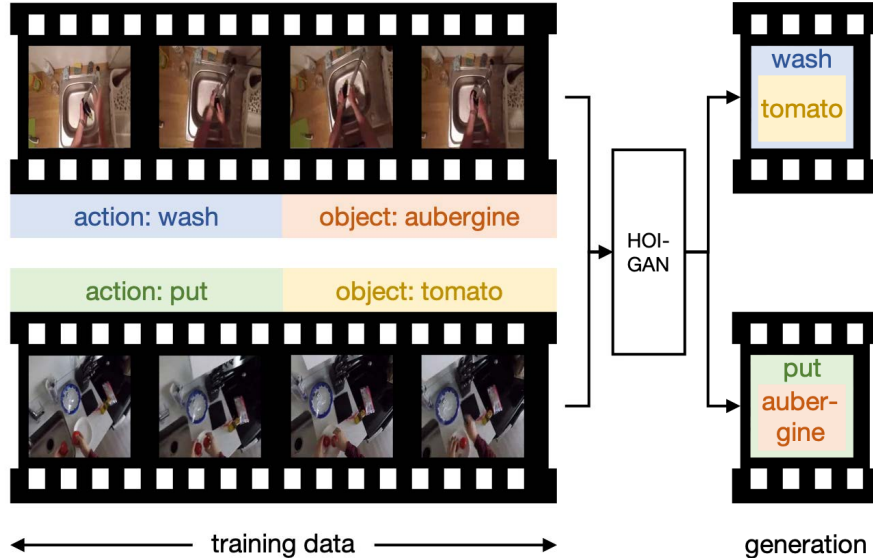 wash
tomato
action: wash
object: aubergine
HOI-
GAN
action: put
object: tomato
put
auber-
gine
training data
generation